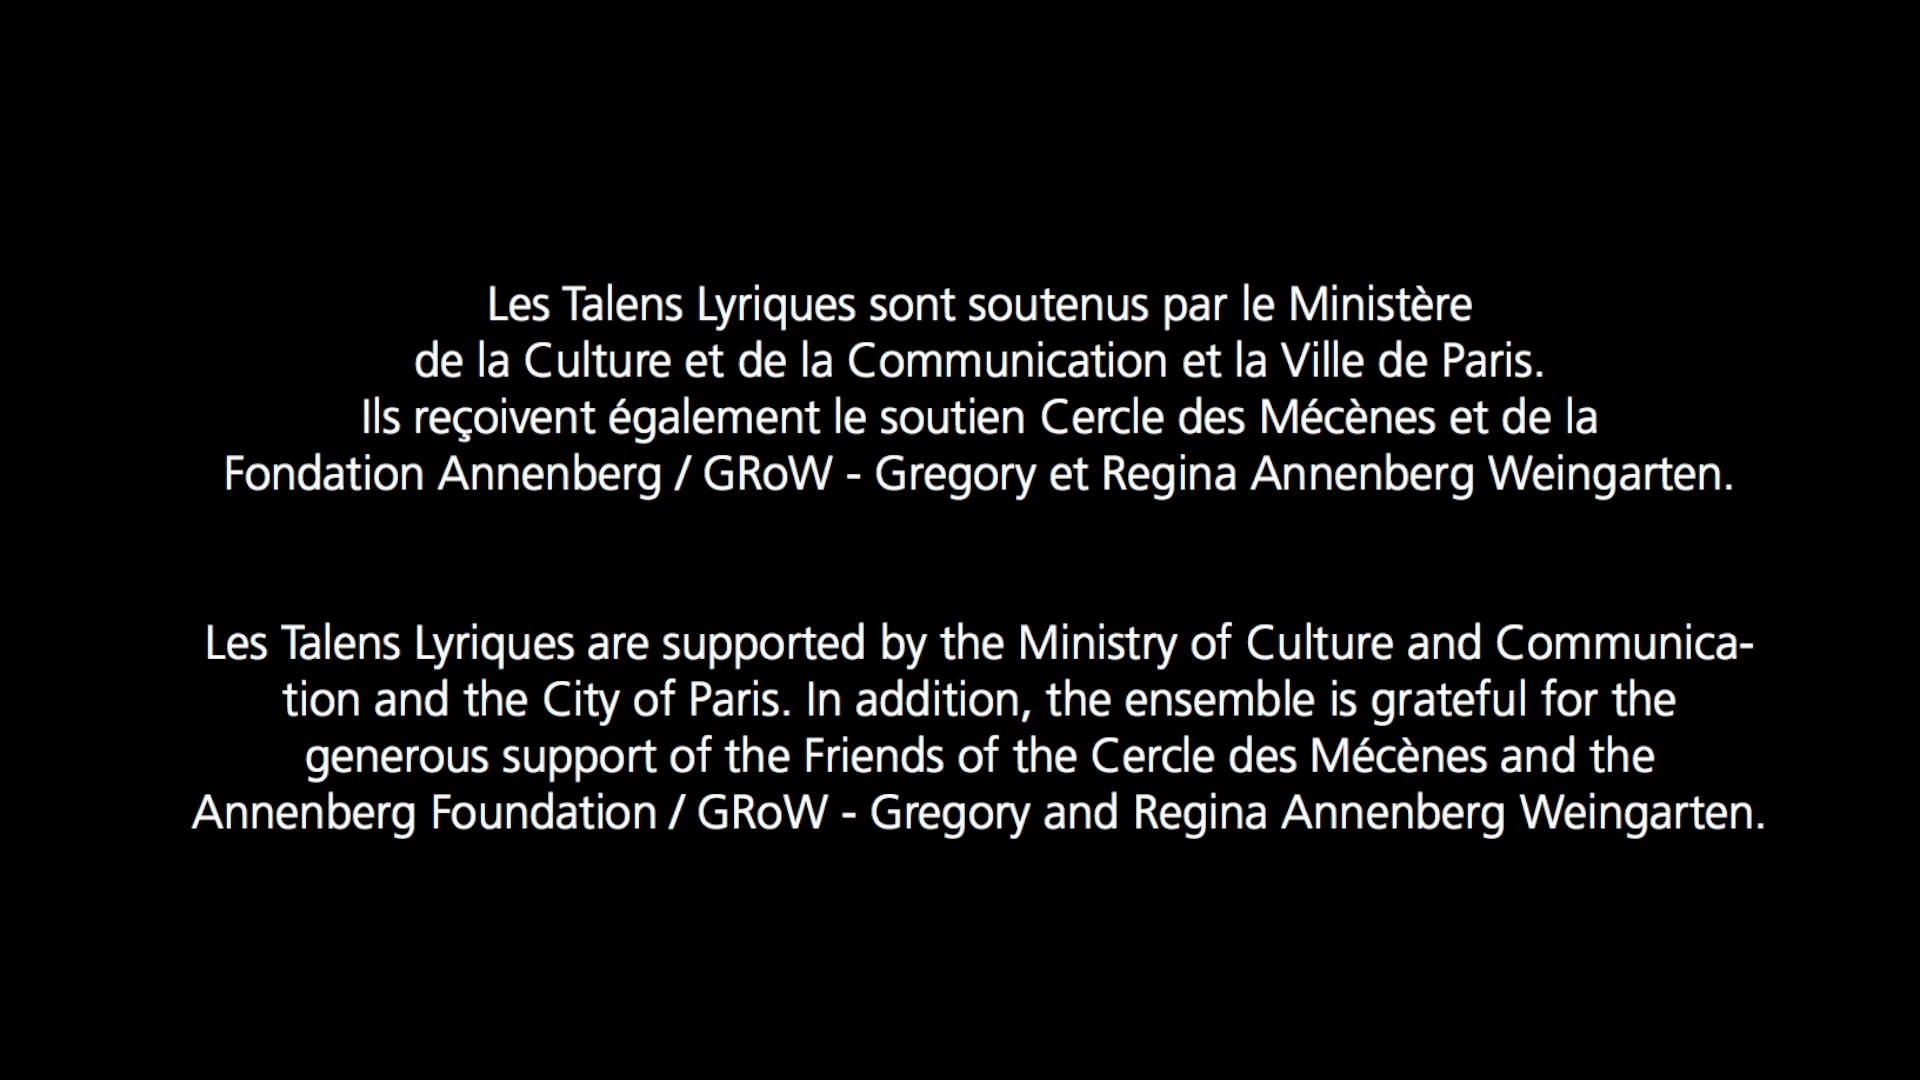 Les Talens Lyriques sont soutenus par le Ministère
de la Culture et de la Communication et la Ville de Paris.
Ils reçoivent également le soutien Cercle des Mécènes et de la
Fondation Annenberg / GRoW - Gregory et Regina Annenberg Weingarten.
Les Talens Lyriques are supported by the Ministry of Culture and Communica-
tion and the City of Paris. In addition, the ensemble is grateful for the
generous support of the Friends of the Cercle des Mécènes and the
Annenberg Foundation / GRoW - Gregory and Regina Annenberg Weingarten.